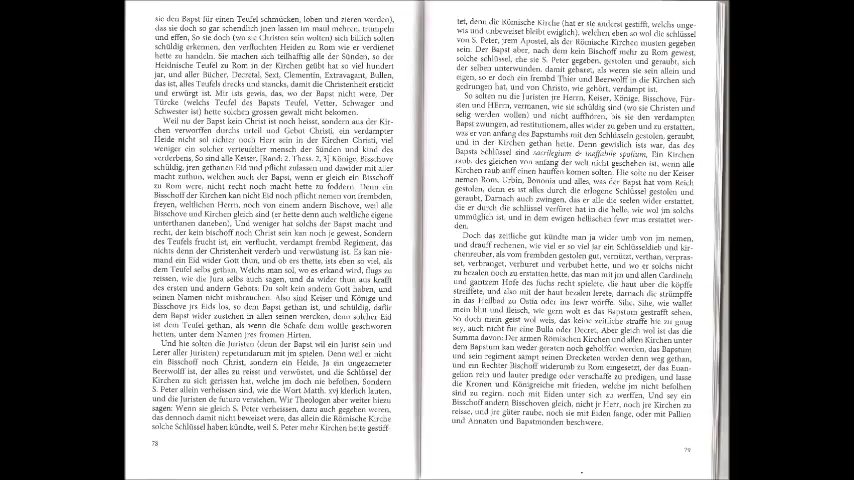 sie den Bapst für einen Teufel schmücken, loben und zieren werden),
das sie doch so gar schendlich jnen lassen im maul mehren, trumpeln
und effen, So sie doch (wo sie Christen sein wolten) sich billich solten
schüldig erkennen, den verfluchten Heiden zu Rom wie er verdienet
hette zu handeln. Sie machen sich teilhafftig alle der Sünden, so der
Heidnische Teufel zu Rom in der Kirchen geübt hat so viel hundert
jar, und aller Bücher, Decretal, Sext, Clementin, Extravagant, Bullen,
das ist, alles Teufels drecks und stancks, damit die Christenheit erstickt
und erwürgt ist. Mir ists gewis, das, wo der Bapst nicht were, Der
Türcke (welchs Teufel des Bapsts Teufel, Vetter, Schwager und
Schwester ist) hette solchen grossen gewalt nicht bekomen.
Weil nu der Bapst kein Christ ist noch heisst, sondern aus der Kir-
chen verworffen durchs urteil und Gebot Christi, ein verdampter
Heide nicht sol richter noch Herr sein in der Kirchen Christi, viel
weniger ein solcher verteufelter mensch der Sünden und kind des
verderbens, So sind alle Keiser, [Rand: 2. Thess. 2, 3] Könige, Bisschove
schüldig, jren gethanen Eid und pflicht zulassen und dawider mit aller
macht zuthun, welchen auch der Bapst, wenn er gleich ein Bisschoff
zu Rom were, nicht recht noch macht hette zu foddern. Denn ein
Bisschoff der Kirchen kan nicht Eid noch pflicht nemen von frembden,
freyen, weltlichen Herrn, noch von einem andern Bischove, weil alle
Bisschove und Kirchen gleich sind (er hette denn auch weltliche eigene
unterthanen daneben), Und weniger hat solchs der Bapst macht und
recht, der kein bisschoff noch Christ sein kan noch je gewest, Sondern
des Teufels frucht ist, ein verflucht, verdampt frembd Regiment, das
nichts denn der Christenheit verderb und verwüstung ist. Es kan nie-
mand ein Eid wider Gott thun, und ob ers thette, ists eben so viel, als
dem Teufel selbs gethan. Welchs man sol, wo es erkand wird, flugs zu
reissen, wie die Jura selbs auch sagen, und da wider thun aus krafft
des ersten und andern Gebots: Du solt kein andern Gott haben, und
seinen Namen nicht misbrauchen. Also sind Keiser und Könige und
Bisschove jrs Eids los, so dem Bapst gethan ist, und schüldig, dafür
dem Bapst wider zustehen in allen seinen wercken, denn solcher Eid
ist dem Teufel gethan, als wenn die Schafe dem wolffe geschworen
hetten, unter dem Namen jres fromen Hirten.
Und hie solten die Juristen (denn der Bapst wil ein Jurist sein und
Lerer aller Juristen) repetundarum mit jm spielen. Denn weil er nicht
ein Bisschoff noch Christ, sondern ein Heide, Ja ein ungezemeter
Beerwolff ist, der alles zu reisst und verwüstet, und die Schlüssel der
Kirchen zu sich gerissen hat, welche jm doch nie befolhen, Sondern
S. Peter allein verheissen sind, wie die Wort Matth. xvj klerlich lauten,
und die Juristen de futuro verstehen. Wir Theologen aber weiter hiezu
sagen: Wenn sie gleich S. Peter verheissen, dazu auch gegeben weren,
das dennoch damit nicht beweiset were, das allein die Römische Kirche
solche Schlüssel haben kündte, weil S. Peter mehr Kirchen hette gestiff-
78
tet, denn die Römische Kirche (hat er sie anderst gestifft, welchs unge-
wis und unbeweiset bleibt ewiglich), welchen eben so wol die schlüssel
von S. Peter, jrem Apostel, als der Römische Kirchen musten gegeben
sein. Der Bapst aber, nach dem kein Bischoff mehr zu Rom gewest,
solche schlüssel, ehe sie S. Peter gegeben, gestolen und geraubt, sich
der selben unterwunden, damit gebaret, als weren sie sein allein und
eigen, so er doch ein frembd Thier und Beerwolff in die Kirchen sich
gedrungen hat, und von Christo, wie gehört, verdampt ist.
So solten nu die Juristen jre Herrn, Keiser, Könige, Bisschove, Für-
sten und HErrn, vermanen, wie sie schüldig sind (wo sie Christen und
selig werden wollen) und nicht auffhören, bis sie den verdampten
Bapst zwungen, ad restitutionem, alles wider zu geben und zu erstatten,
was er von anfang des Bapstumbs mit den Schlüsseln gestolen, geraubt,
und in der Kirchen gethan hette. Denn gewislich ists war, das des
Bapsts Schlüssel sind sacrilegium & ineffabile spolium, Ein Kirchen
raub, des gleichen von anfang der welt nicht geschehen ist, wenn alle
Kirchen raub auff einen hauffen komen solten. Hie solte nu der Keiser
nemen Rom, Urbin, Bononia und alles, was der Bapst hat vom Reich
gestolen, denn es ist alles durch die erlogene Schlüssel gestolen und
geraubt, Darnach auch zwingen, das er alle die seelen wider erstattet,
die er durch die schlüssel verfüret hat in die helle, wie wol jm solchs
ummüglich ist, und in dem ewigen hellischen fewr mus erstattet wer-
den.
Doch das zeitliche gut kündte man ja wider umb von jm nemen,
und drauff rechenen, wie viel er so viel jar ein Schlüsseldieb und kir-
chenreuber, als vom frembden gestolen gut, vernützt, verthan, verpras-
set, verbranget, verhuret und verbubet hette, und wo er solchs nicht
zu bezalen noch zu erstatten hette, das man mit jm und allen Cardineln
und gantzem Hofe des fuchs recht spielete, die haut aber die köpffe
streiffete, und also mit der haut bezalen lerete, darnach die strümpffe
in das Heilbad zu Ostia oder ins fewr würffe. Sihe, Sihe, wie wallet
mein blut und fleisch, wie gern wolt es das Bapstum gestrafft sehen.
So doch mein geist wol weis, das keine zeitliche straffe hie zu gnug
sey, auch nicht für eine Bulla oder Decret. Aber gleich wol ist das die
Summa davon: Der armen Römischen Kirchen und allen Kirchen unter
dem Bapstum kan weder geraten noch geholffen werden, das Bapstum
und sein regiment sampt seinen Drecketen werden denn weg gethan,
und ein Rechter Bischoff widerumb zu Rom eingesetzt, der das Euan-
gelion rein und lauter predige oder verschaffe zu predigen, und lasse
die Kronen und Königreiche mit frieden, welche jm nicht befolhen
sind zu regirn, noch mit Eiden unter sich zu werffen, Und sey ein
Bisschoff andern Bisschoven gleich, nicht jr Herr, noch jre Kirchen zu
reisse, und jre güter raube, noch sie mit Eiden fange, oder mit Pallien
und Annaten und Bapstmonden beschwere.
79